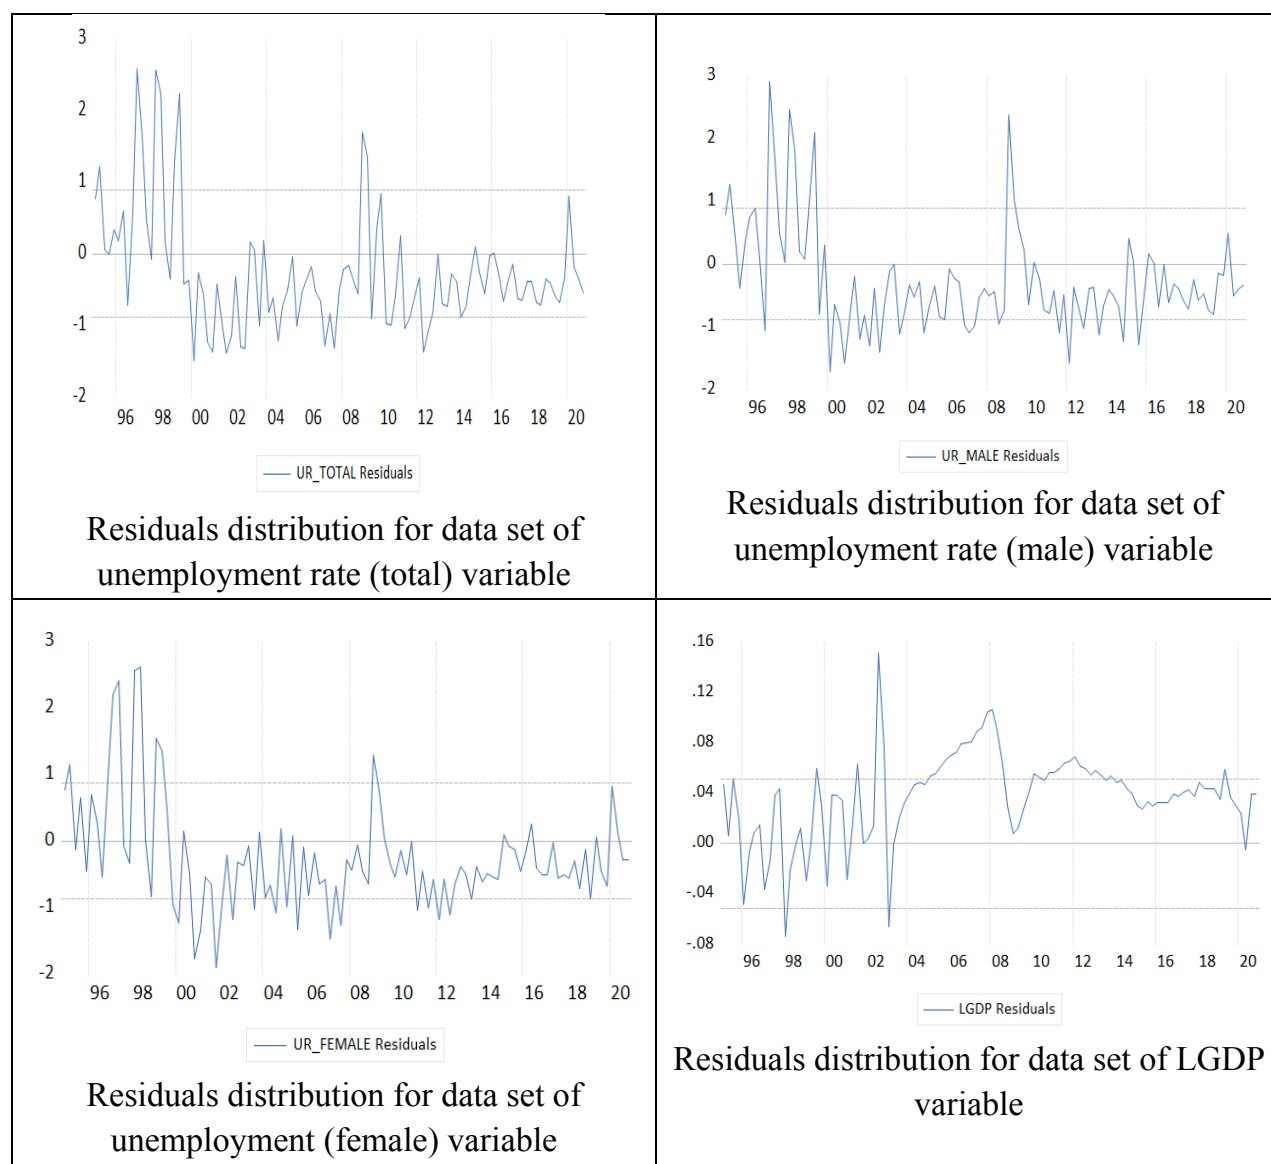 3
2
1
0
-1
-2
96 98 00 02 04 06 08 10 12 14 16 18 20
UR_TOTAL Residuals
Residuals distribution for data set of
unemployment rate (total) variable
3
2
1
0
-1
-2
96 98 00 02 04 06 08 10 12 14 16 18 20
UR_MALE Residuals
Residuals distribution for data set of
unemployment rate (male) variable
3
2
1
0
-1
-2
96 98 00 02 04 06 08 10 12 14 16 18 20
UR_FEMALE Residuals
Residuals distribution for data set of
unemployment (female) variable
.16
.12
.08
.04
.00
-.04
-.08
96 98 00 02 04 06 08 10 12 14 16 18 20
LGDP Residuals
Residuals distribution for data set of LGDP
variable